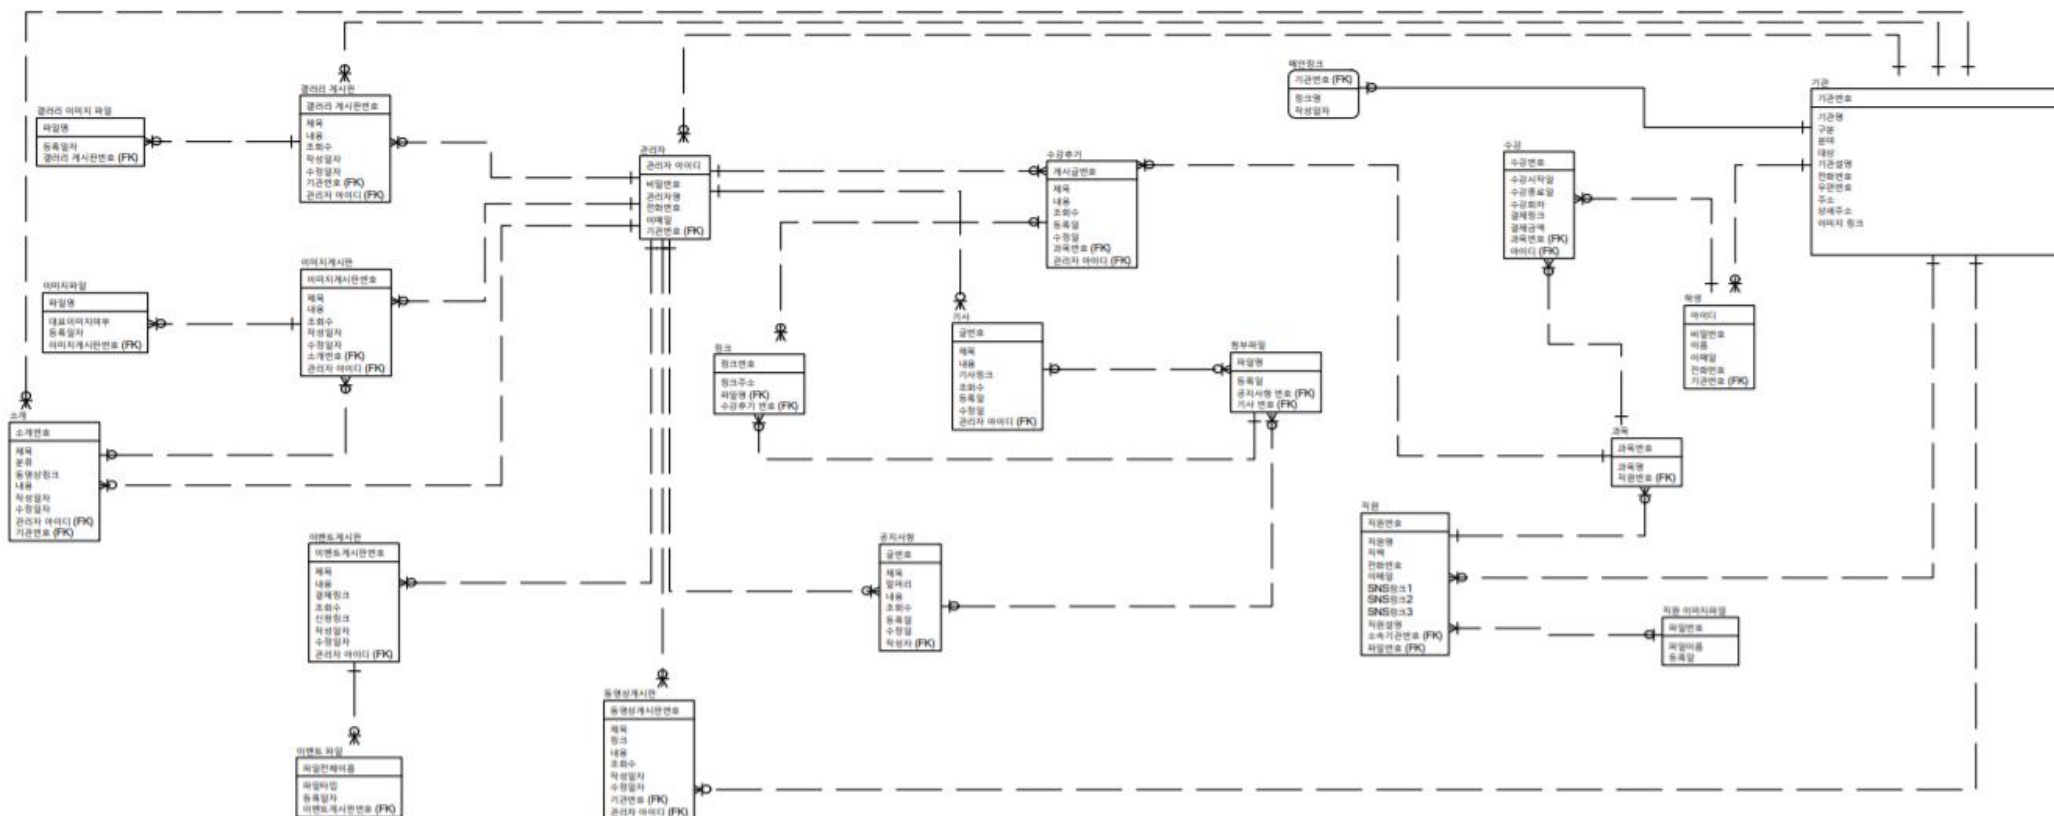 갤러리 이미지 파일
파일명
등록일자
갤러리 게시판번호 (FK)
갤러리 게시판
갤러리 게시판번호
제목
내용
조회수
작성일자
수정일자
기관번호 (FK)
관리자 아이디 (FK)
이미지파일
파일명
대표이미지여부
등록일자
이미지게시판번호 (FK)
이미지게시판
이미지게시판번호
제목
내용
조회수
작성일자
수정일자
소개번호 (FK)
관리자 아이디 (FK)
소개
소개번호
제목
분류
동영상링크
내용
작성일자
수정일자
관리자 아이디 (FK)
기관번호 (FK)
이벤트게시판
이벤트게시판번호
제목
내용
결제링크
조회수
신청링크
작성일자
수정일자
관리자 아이디 (FK)
이벤트 파일
파일전체이름
파일타입
등록일자
이벤트게시판번호 (FK)
관리자
관리자 아이디
비밀번호
관리자명
전화번호
이메일
기관번호 (FK)
동영상게시판
동영상게시판번호
제목
링크
내용
조회수
작성일자
수정일자
기관번호 (FK)
관리자 아이디 (FK)
링크
링크번호
링크주소
파일명 (FK)
수강후기 번호 (FK)
공지사항
글번호
제목
말머리
내용
조회수
등록일
수정일
작성자 (FK)
기사
글번호
제목
내용
기사링크
조회수
등록일
수정일
관리자 아이디 (FK)
수강후기
게시글번호
제목
내용
조회수
등록일
수정일
과목번호 (FK)
관리자 아이디 (FK)
첨부파일
파일명
등록일
공지사항 번호 (FK)
기사 번호 (FK)
메인링크
기관번호 (FK)
링크명
작성일자
수강
수강번호
수강시작일
수강종료일
수강회차
결제링크
결제금액
과목번호 (FK)
아이디 (FK)
학생
아이디
비밀번호
이름
이메일
전화번호
기관번호 (FK)
과목
과목번호
과목명
직원번호 (FK)
직원
직원번호
직원명
직책
전화번호
이메일
SNS링크1
SNS링크2
SNS링크3
직원설명
소속기관번호 (FK)
파일번호 (FK)
직원 이미지파일
파일번호
파일이름
등록일
기관
기관번호
기관명
구분
분야
대상
기관설명
전화번호
우편번호
주소
상세주소
이미지 링크